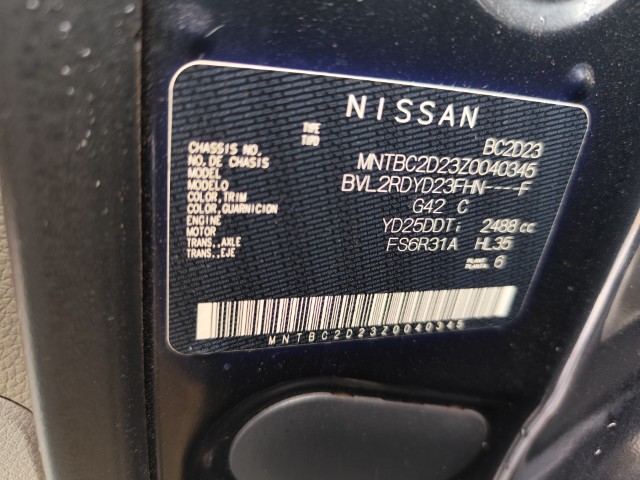 NISSAN
TYPE
TIPO BC2D23
CHASSIS NO.
NO. DE CHASIS MNTBC2D23Z0040345
MODEL
MODELO BVL2RDYD23FHN----F
COLOR, TRIM
COLOR, GUARNICION G42 C
ENGINE
MOTOR YD25DDTi 2488 cc
TRANS., AXLE
TRANS., EJE FS6R31A HL35
PLANT
PLANTA 6
MNTBC2D23Z0040345